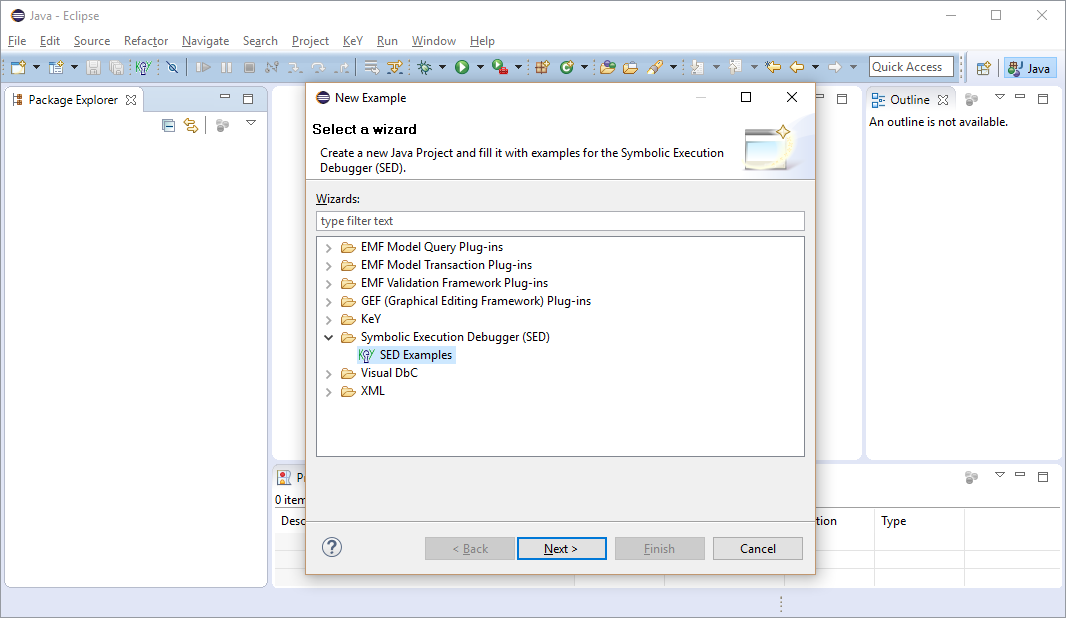 Java - Eclipse
File Edit Source Refactor Navigate Search Project KeY Run Window Help
Quick Access
Java
Package Explorer
Outline
An outline is not available.
New Example
Select a wizard
Create a new Java Project and fill it with examples for the Symbolic Execution
Debugger (SED).
Wizards:
type filter text
EMF Model Query Plug-ins
EMF Model Transaction Plug-ins
EMF Validation Framework Plug-ins
GEF (Graphical Editing Framework) Plug-ins
KeY
Symbolic Execution Debugger (SED)
KeY SED Examples
Visual DbC
XML
0 item
Desc
tion
Type
< Back Next > Finish Cancel